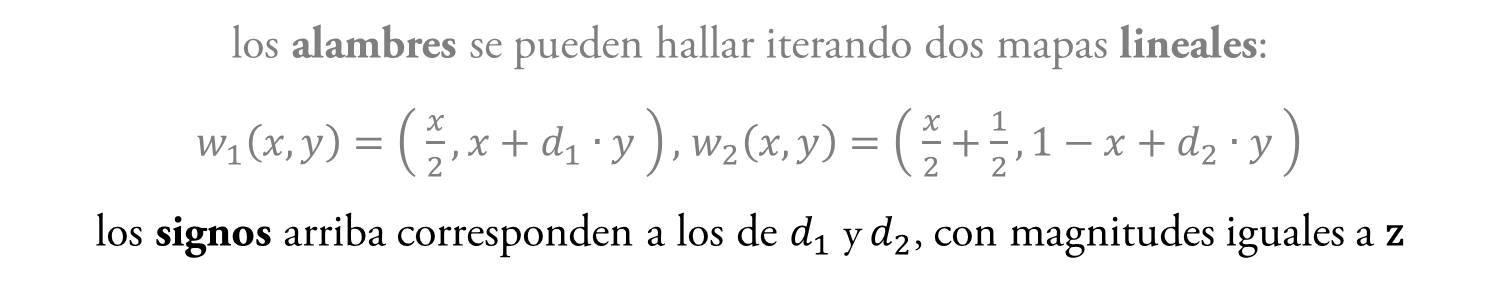 los alambres se pueden hallar iterando dos mapas lineales:
w₁(x, y) = ( x/2 , x + d₁ · y ) , w₂(x, y) = ( x/2 + 1/2 , 1 − x + d₂ · y )
los signos arriba corresponden a los de d₁ y d₂, con magnitudes iguales a z